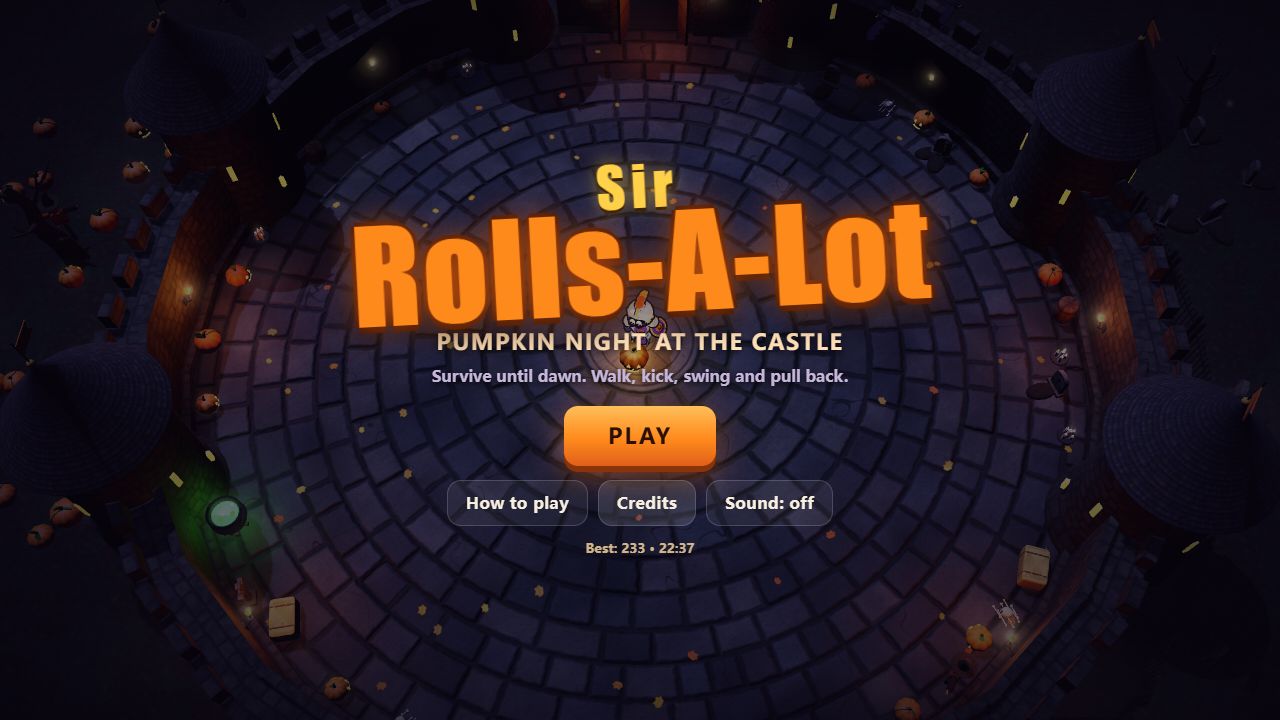 Sir
Rolls-A-Lot
PUMPKIN NIGHT AT THE CASTLE
Survive until dawn. Walk, kick, swing and pull back.
PLAY
How to play
Credits
Sound: off
Best: 233 • 22:37